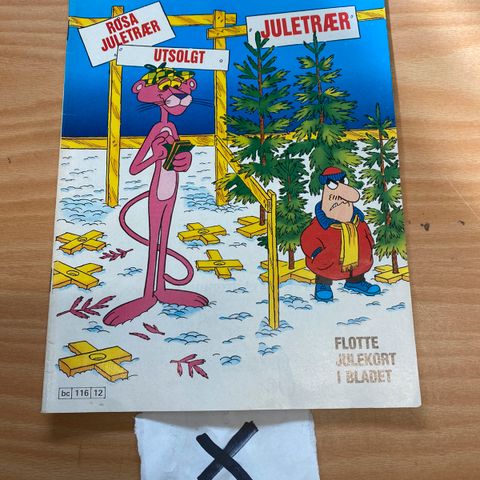 ROSA
JULETRÆR
UTSOLGT
JULETRÆR
FLOTTE
JULEKORT
I BLADET
bc 116 12
X